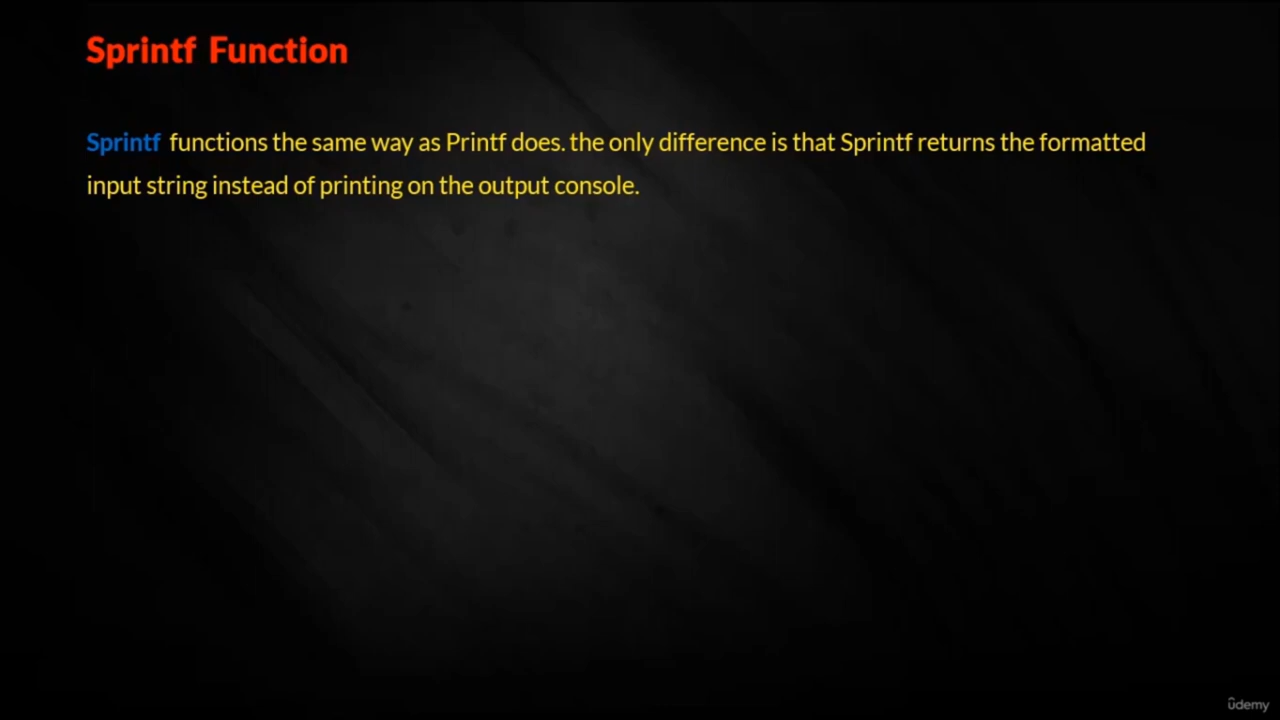 Sprintf Function
Sprintf functions the same way as Printf does. the only difference is that Sprintf returns the formatted
input string instead of printing on the output console.
ûdemy